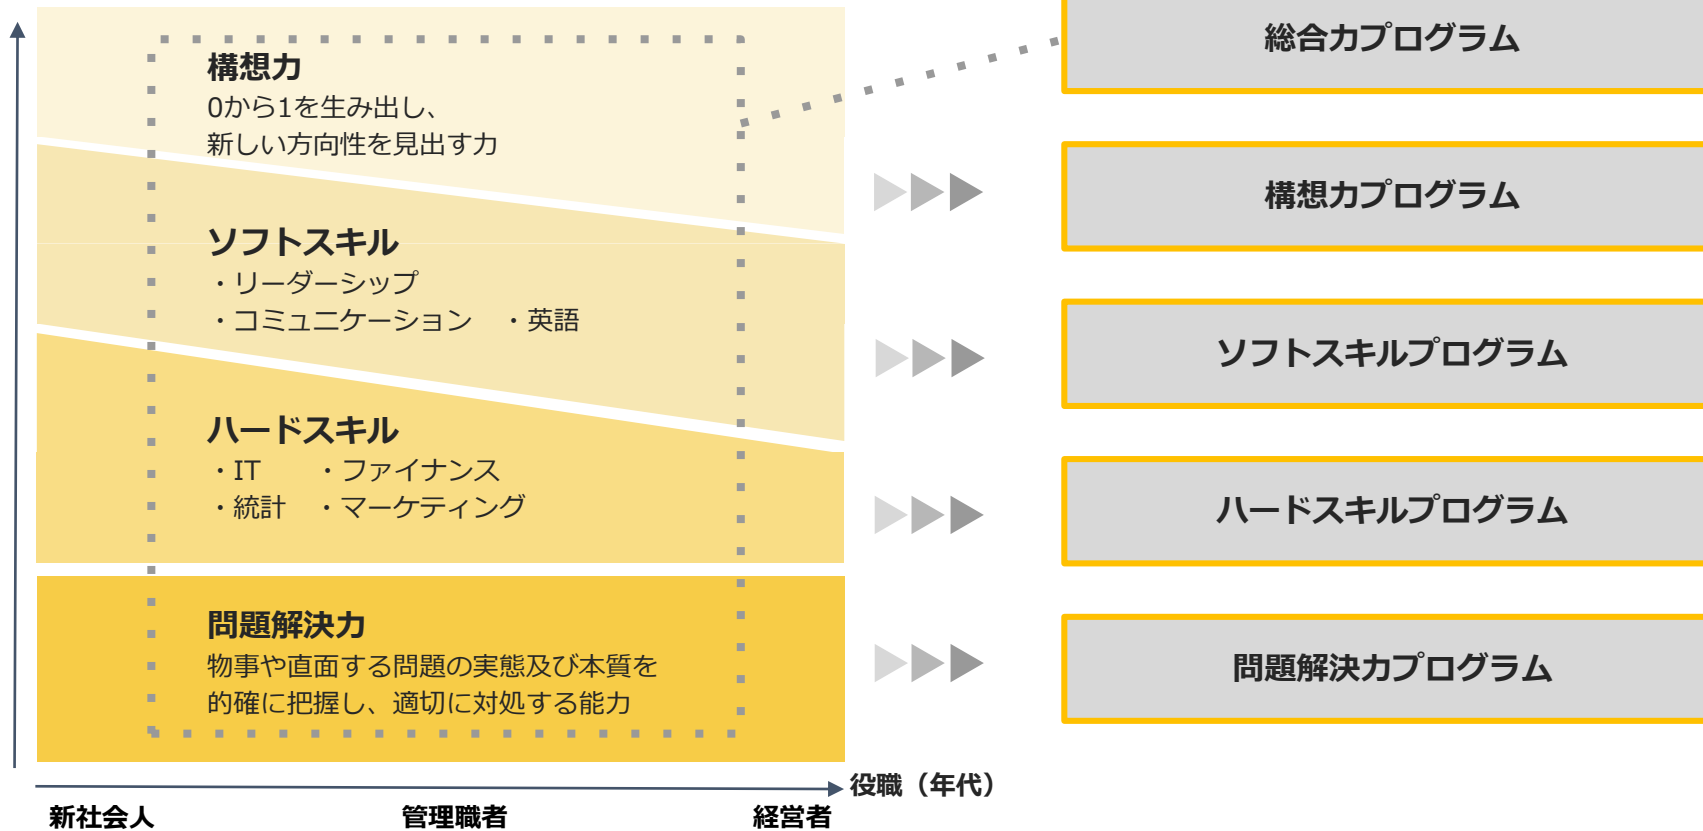 構想力
0から1を生み出し、
新しい方向性を見出す力
ソフトスキル
・リーダーシップ
・コミュニケーション　・英語
ハードスキル
・IT　　・ファイナンス
・統計　・マーケティング
問題解決力
物事や直面する問題の実態及び本質を
的確に把握し、適切に対処する能力
役職（年代）
新社会人　管理職者　経営者
総合力プログラム
構想力プログラム
ソフトスキルプログラム
ハードスキルプログラム
問題解決力プログラム